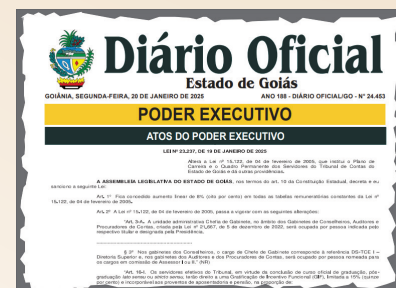 Diário Oficial
Estado de Goiás
GOIÂNIA, SEGUNDA-FEIRA, 20 DE JANEIRO DE 2025 ANO 188 - DIÁRIO OFICIAL/GO - N° 24.453
PODER EXECUTIVO
ATOS DO PODER EXECUTIVO
LEI Nº 23.237, DE 19 DE JANEIRO DE 2025
Altera a Lei nº 15.122, de 04 de fevereiro de 2005, que institui o Plano de
Carreira e o Quadro Permanente dos Servidores do Tribunal de Contas do
Estado de Goiás e dá outras providências.
A ASSEMBLEIA LEGISLATIVA DO ESTADO DE GOIÁS, nos termos do art. 10 da Constituição Estadual, decreta e eu
sanciono a seguinte Lei:
Art. 1º Fica concedido aumento linear de 8% (oito por cento) em todas as tabelas remuneratórias constantes da Lei nº
15.122, de 04 de fevereiro de 2005.
Art. 2º A Lei nº 15.122, de 04 de fevereiro de 2005, passa a vigorar com as seguintes alterações:
"Art. 3-A. A unidade administrativa Chefia de Gabinete, no âmbito dos Gabinetes de Conselheiros, Auditores e
Procuradores de Contas, criada pela Lei nº 21.667, de 6 de dezembro de 2022, será ocupada por pessoa indicada pelo
respectivo titular e designada pela Presidência.
§ 3º Nos gabinetes dos Conselheiros, o cargo de Chefe de Gabinete corresponde à referência DS-TCE I –
Diretoria Superior e, nos gabinetes dos Auditores e dos Procuradores de Contas, será ocupado por pessoa nomeada para
os cargos em comissão de Assessor I ou II." (NR)
"Art. 16-I. Os servidores efetivos do Tribunal, em virtude da conclusão de curso oficial de graduação, pós-
graduação lato sensu ou stricto sensu, terão direito a uma Gratificação de Incentivo Funcional (GIF), limitada a 15% (quinze
por cento) e incorporável aos proventos de aposentadoria e pensão, na proporção de: